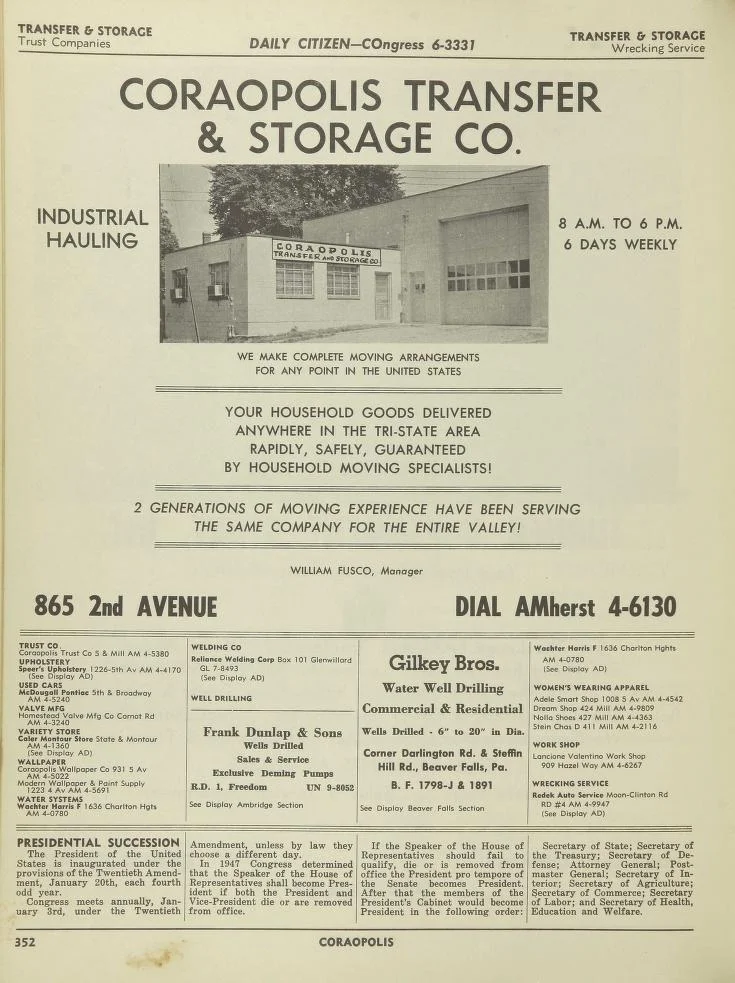 TRANSFER & STORAGE
Trust Companies
DAILY CITIZEN—COngress 6-3331
TRANSFER & STORAGE
Wrecking Service
CORAOPOLIS TRANSFER
& STORAGE CO.
INDUSTRIAL
HAULING
CORAOPOLIS
TRANSFER AND STORAGE CO.
8 A.M. TO 6 P.M.
6 DAYS WEEKLY
WE MAKE COMPLETE MOVING ARRANGEMENTS
FOR ANY POINT IN THE UNITED STATES
YOUR HOUSEHOLD GOODS DELIVERED
ANYWHERE IN THE TRI-STATE AREA
RAPIDLY, SAFELY, GUARANTEED
BY HOUSEHOLD MOVING SPECIALISTS!
2 GENERATIONS OF MOVING EXPERIENCE HAVE BEEN SERVING
THE SAME COMPANY FOR THE ENTIRE VALLEY!
WILLIAM FUSCO, Manager
865 2nd AVENUE
DIAL AMherst 4-6130
TRUST CO.
Coraopolis Trust Co 5 & Mill AM 4-5380
UPHOLSTERY
Speer's Upholstery 1226-5th Av AM 4-4170
(See Display AD)
USED CARS
McDougall Pontiac 5th & Broadway
AM 4-5240
VALVE MFG
Homestead Valve Mfg Co Cornot Rd
AM 4-3240
VARIETY STORE
Caler Montour Store State & Montour
AM 4-1360
(See Display AD)
WALLPAPER
Coraopolis Wallpaper Co 931 5 Av
AM 4-5022
Modern Wallpaper & Paint Supply
1223 4 Av AM 4-5691
WATER SYSTEMS
Wachter Harris F 1636 Charlton Hgts
AM 4-0780
WELDING CO
Reliance Welding Corp Box 101 Glenwillard
GL 7-8493
(See Display AD)
WELL DRILLING
Frank Dunlap & Sons
Wells Drilled
Sales & Service
Exclusive Deming Pumps
R.D. 1, Freedom UN 9-8052
See Display Ambridge Section
Gilkey Bros.
Water Well Drilling
Commercial & Residential
Wells Drilled - 6" to 20" in Dia.
Corner Darlington Rd. & Steffin
Hill Rd., Beaver Falls, Pa.
B. F. 1798-J & 1891
See Display Beaver Falls Section
Wachter Harris F 1636 Charlton Hghts
AM 4-0780
(See Display AD)
WOMEN'S WEARING APPAREL
Adele Smart Shop 1008 5 Av AM 4-4542
Dream Shop 424 Mill AM 4-9809
Nolla Shoes 427 Mill AM 4-4363
Stein Chas D 411 Mill AM 4-2116
WORK SHOP
Lancione Valentino Work Shop
909 Hazel Way AM 4-6267
WRECKING SERVICE
Redek Auto Service Moon-Clinton Rd
RD #4 AM 4-9947
(See Display AD)
PRESIDENTIAL SUCCESSION
The President of the United
States is inaugurated under the
provisions of the Twentieth Amend-
ment, January 20th, each fourth
odd year.
Congress meets annually, Jan-
uary 3rd, under the Twentieth
Amendment, unless by law they
choose a different day.
In 1947 Congress determined
that the Speaker of the House of
Representatives shall become Pres-
ident if both the President and
Vice-President die or are removed
from office.
If the Speaker of the House of
Representatives should fail to
qualify, die or is removed from
office the President pro tempore of
the Senate becomes President.
After that the members of the
President's Cabinet would become
President in the following order:
Secretary of State; Secretary of
the Treasury; Secretary of De-
fense; Attorney General; Post-
master General; Secretary of In-
terior; Secretary of Agriculture;
Secretary of Commerce; Secretary
of Labor; and Secretary of Health,
Education and Welfare.
352
CORAOPOLIS